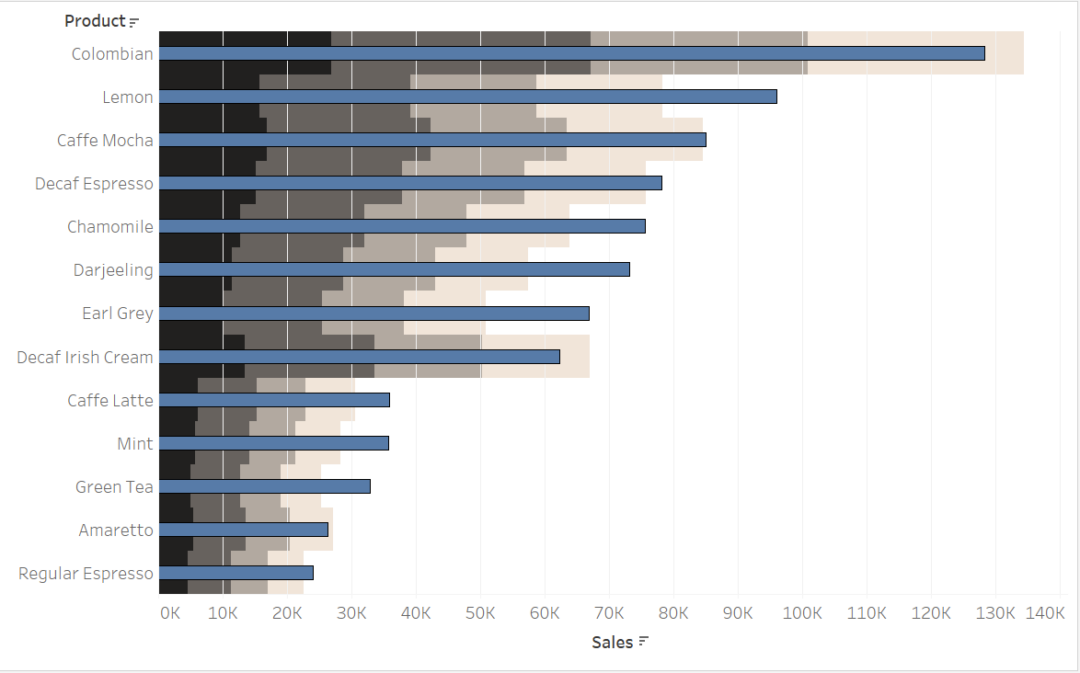 Product
Colombian
Lemon
Caffe Mocha
Decaf Espresso
Chamomile
Darjeeling
Earl Grey
Decaf Irish Cream
Caffe Latte
Mint
Green Tea
Amaretto
Regular Espresso
0K 10K 20K 30K 40K 50K 60K 70K 80K 90K 100K 110K 120K 130K 140K
Sales